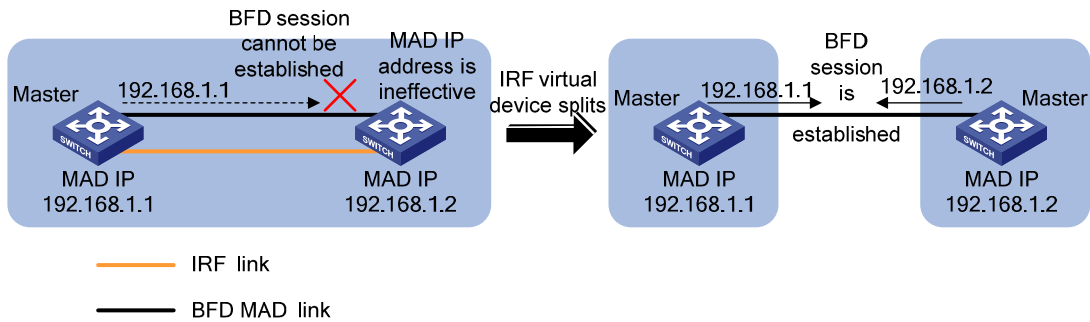 BFD session
cannot be
established
MAD IP
address is
ineffective
Master
192.168.1.1
SWITCH
SWITCH
MAD IP
192.168.1.1
MAD IP
192.168.1.2
IRF virtual
device splits
BFD
session
is
established
Master
192.168.1.1
192.168.1.2
Master
SWITCH
SWITCH
MAD IP
192.168.1.1
MAD IP
192.168.1.2
IRF link
BFD MAD link